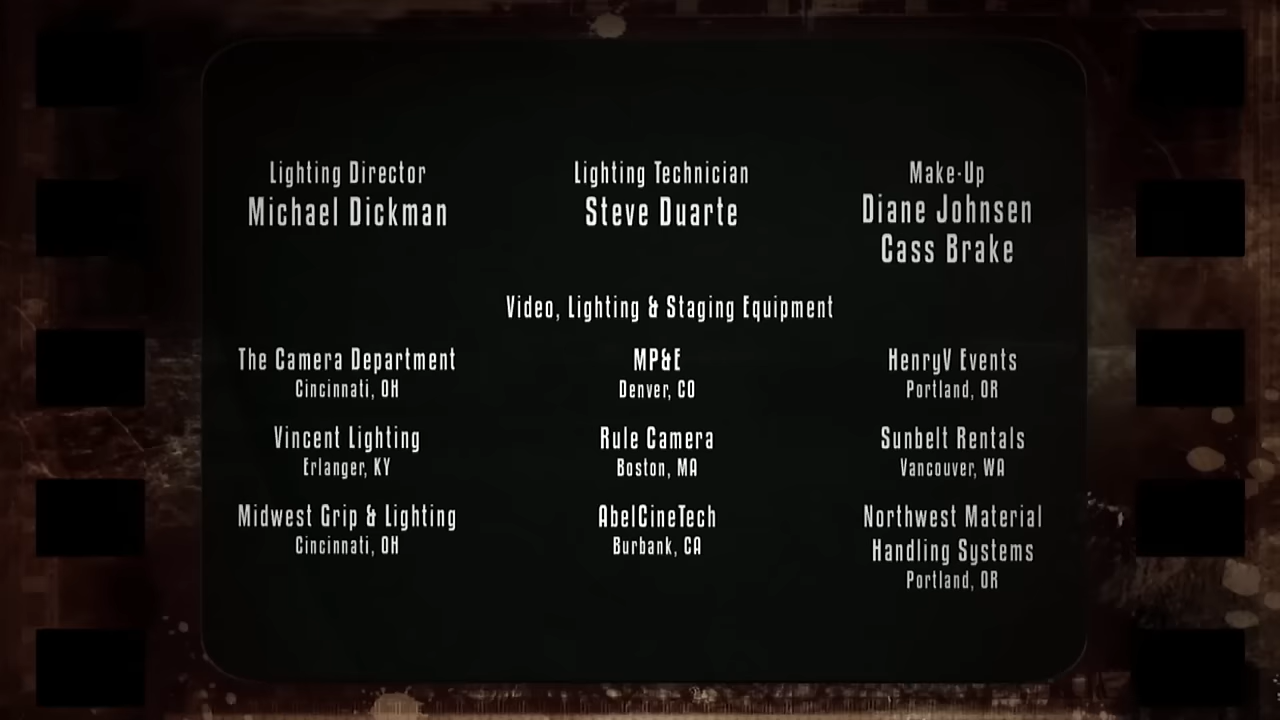 Lighting Director
Michael Dickman
Lighting Technician
Steve Duarte
Make-Up
Diane Johnsen
Cass Brake
Video, Lighting & Staging Equipment
The Camera Department
Cincinnati, OH
MP&E
Denver, CO
HenryV Events
Portland, OR
Vincent Lighting
Erlanger, KY
Rule Camera
Boston, MA
Sunbelt Rentals
Vancouver, WA
Midwest Grip & Lighting
Cincinnati, OH
AbelCineTech
Burbank, CA
Northwest Material
Handling Systems
Portland, OR